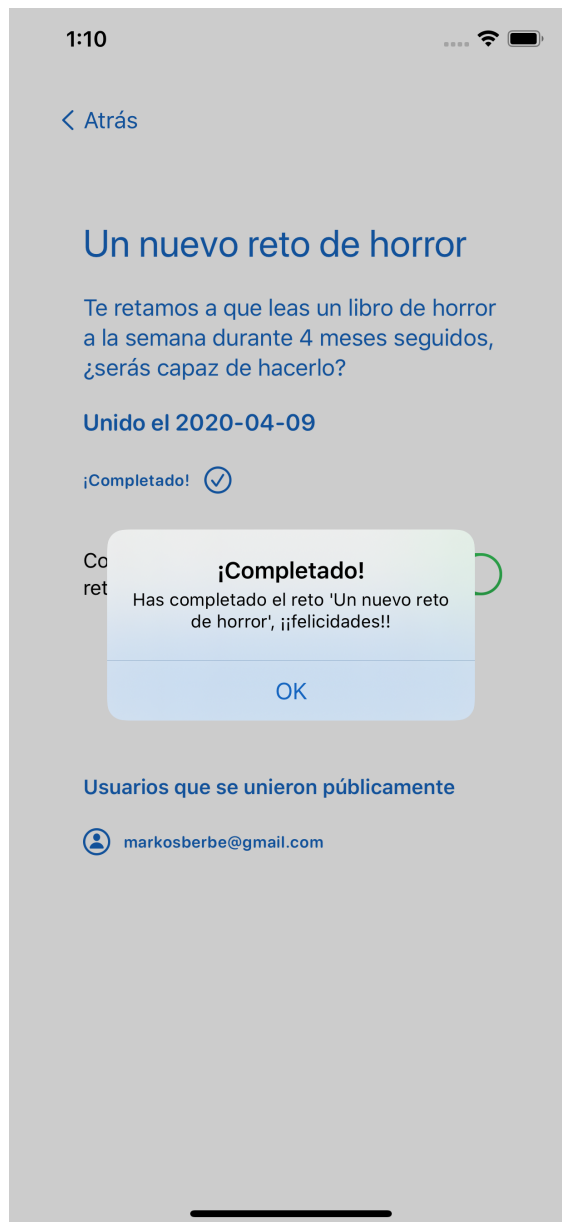 1:10
Atrás
Un nuevo reto de horror
Te retamos a que leas un libro de horror
a la semana durante 4 meses seguidos,
¿serás capaz de hacerlo?
Unido el 2020-04-09
¡Completado!
¡Completado!
Has completado el reto 'Un nuevo reto
de horror', ¡¡felicidades!!
OK
Usuarios que se unieron públicamente
markosberbe@gmail.com